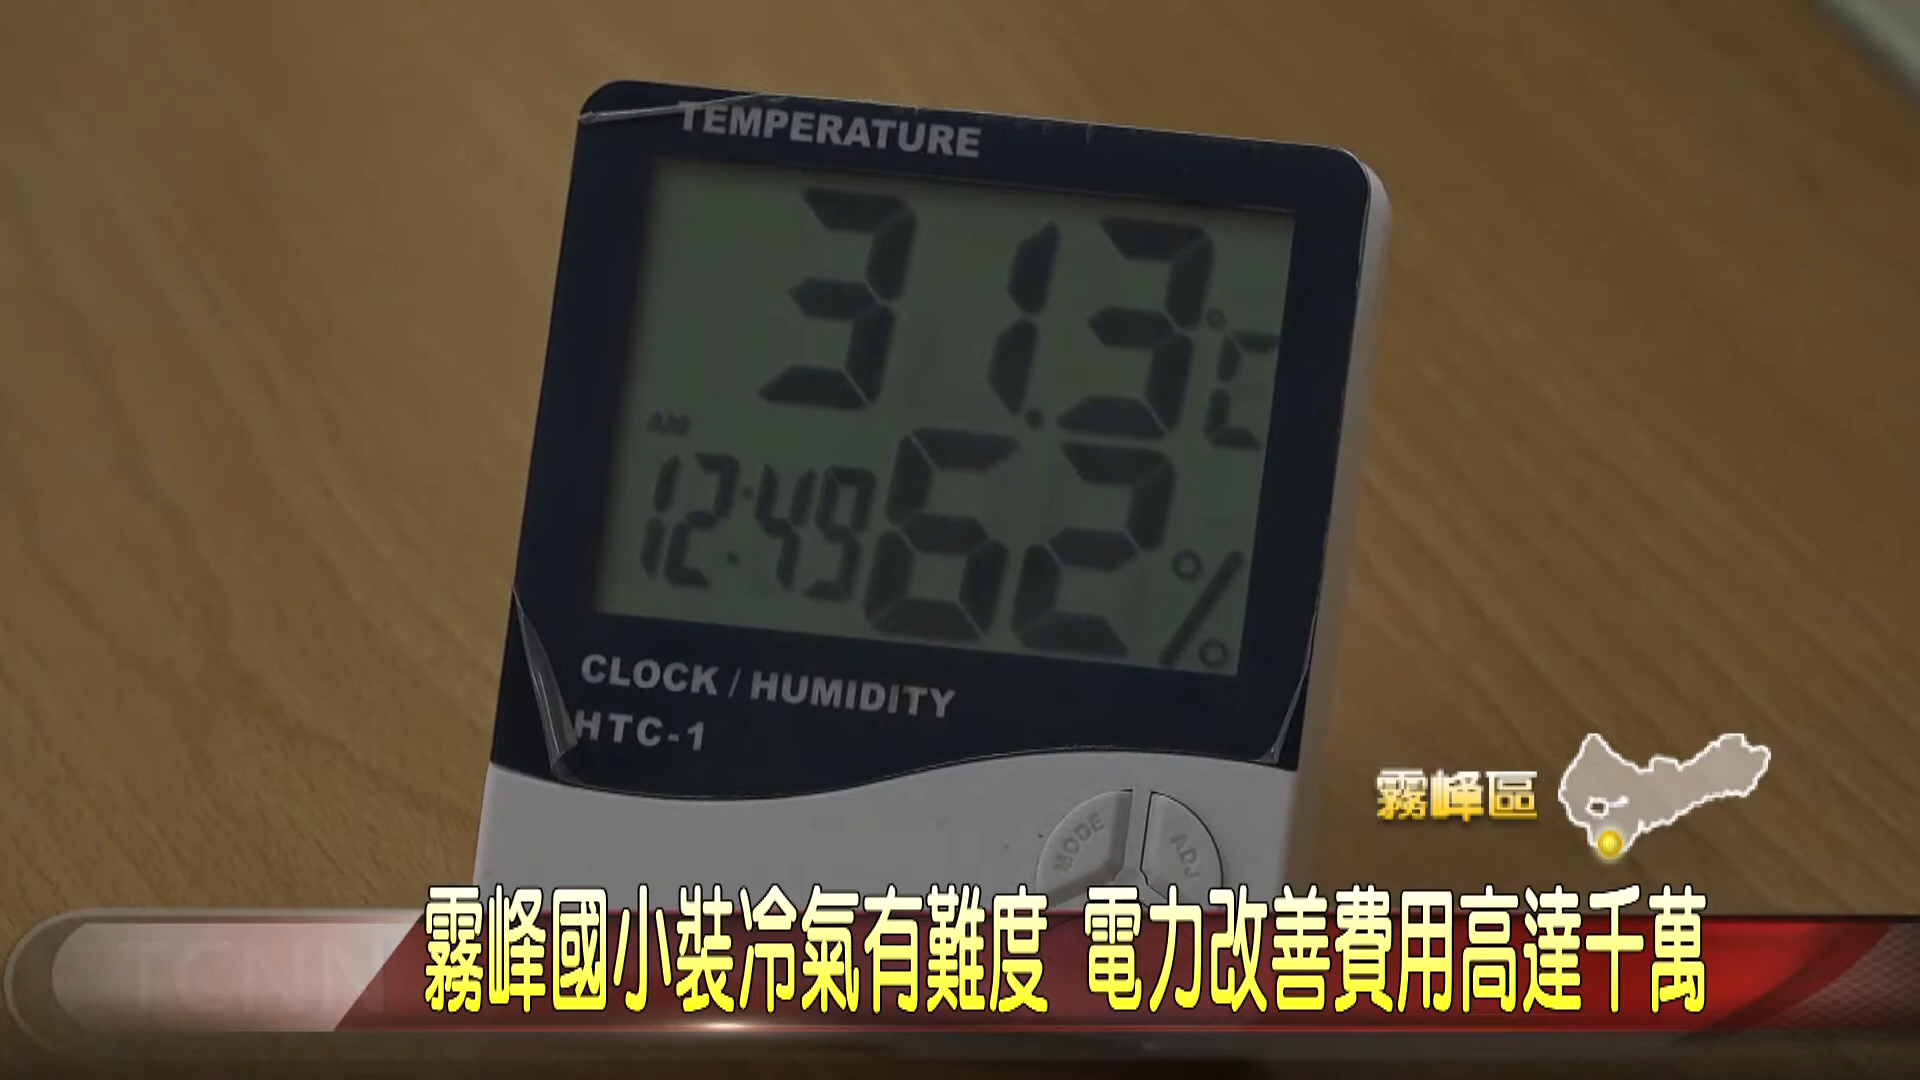 TEMPERATURE
31.3°C
AM
12:49
62%
CLOCK / HUMIDITY
HTC-1
MODE
ADJ
霧峰區
霧峰國小裝冷氣有難度 電力改善費用高達千萬
TCNN